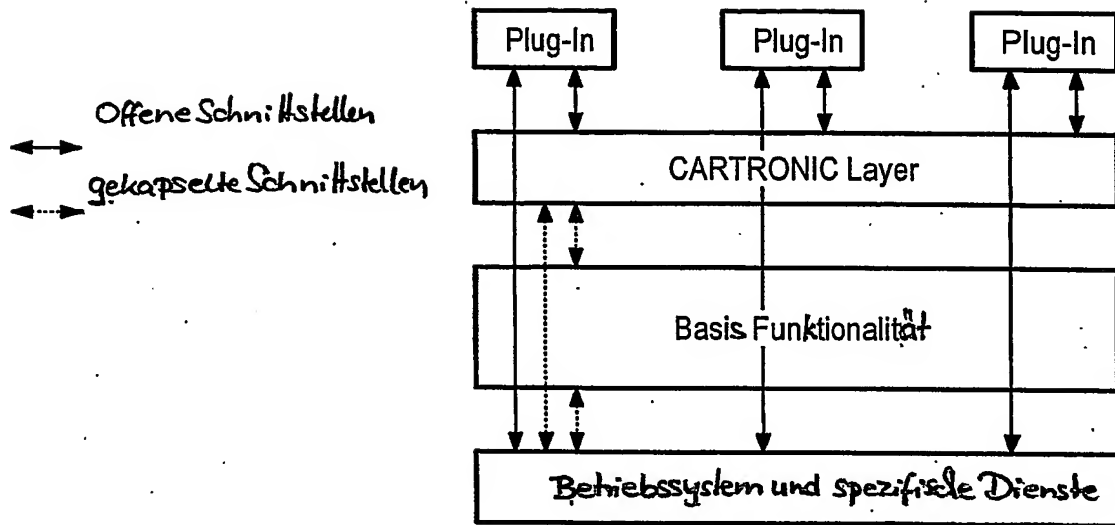 Plug-In Plug-In Plug-In
Offene Schnittstellen
gekapselte Schnittstellen
CARTRONIC Layer
Basis Funktionalität
Betriebssystem und spezifische Dienste